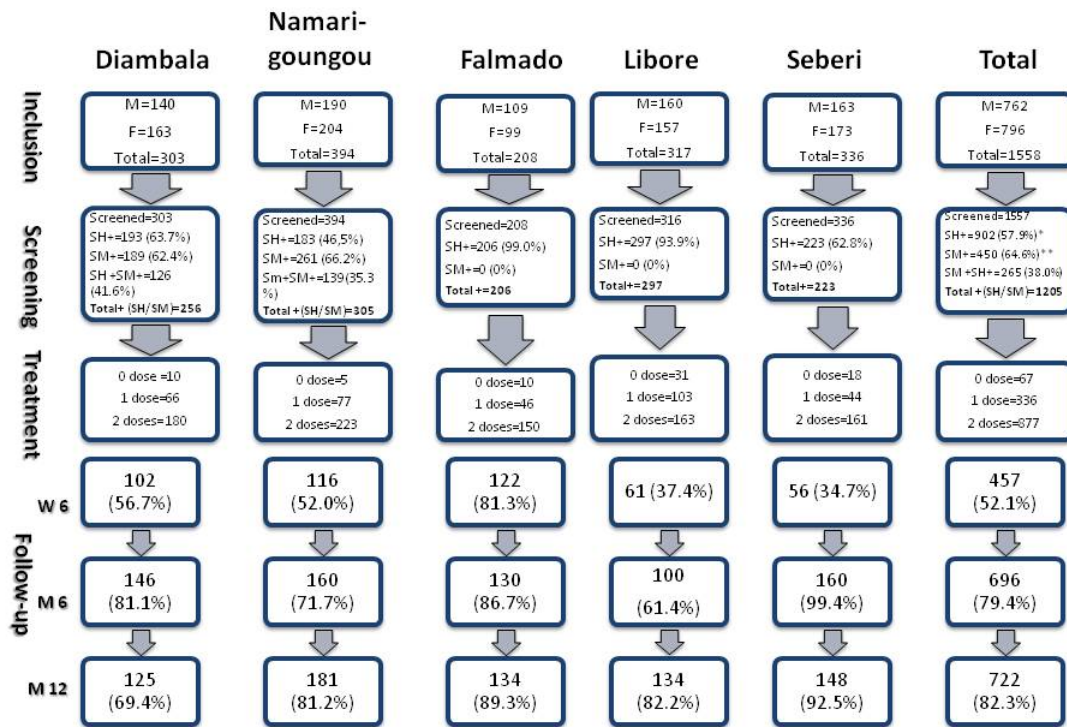 Diambala
Namari-
goungou
Falmado
Libore
Seberi
Total
Inclusion
M=140
F=163
Total=303
M=190
F=204
Total=394
M=109
F=99
Total=208
M=160
F=157
Total=317
M=163
F=173
Total=336
M=762
F=796
Total=1558
Screening
Screened=303
SH+=193 (63.7%)
SM+=189 (62.4%)
SH+SM+=126
(41.6%)
Total+ (SH/SM)=256
Screened=394
SH+=183 (46,5%)
SM+=261 (66.2%)
Sm+SM+=139(35.3
%)
Total +(SH/SM)=305
Screened=208
SH+=206 (99.0%)
SM+=0 (0%)
Total+=206
Screened=316
SH+=297 (93.9%)
SM+=0 (0%)
Total+=297
Screened=336
SH+=223 (62.8%)
SM+=0 (0%)
Total+=223
Screened=1557
SH+=902 (57.9%)*
SM+=450 (64.6%)**
SM+SH+=265 (38.0%)
Total +(SH/SM)=1205
Treatment
0 dose =10
1 dose=66
2 doses=180
0 dose=5
1 dose=77
2 doses=223
0 dose=10
1 dose=46
2 doses=150
0 dose=31
1 dose=103
2 doses=163
0 dose=18
1 dose=44
2 doses=161
0 dose=67
1 dose=336
2 doses=877
Follow-up
W 6
102
(56.7%)
116
(52.0%)
122
(81.3%)
61 (37.4%)
56 (34.7%)
457
(52.1%)
M 6
146
(81.1%)
160
(71.7%)
130
(86.7%)
100
(61.4%)
160
(99.4%)
696
(79.4%)
M 12
125
(69.4%)
181
(81.2%)
134
(89.3%)
134
(82.2%)
148
(92.5%)
722
(82.3%)